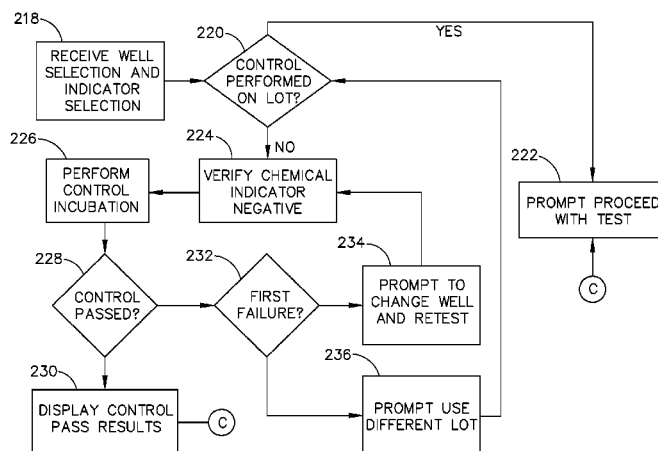 218
RECEIVE WELL
SELECTION AND
INDICATOR
SELECTION
220
CONTROL
PERFORMED
ON LOT?
YES
NO
222
PROMPT PROCEED
WITH TEST
C
224
VERIFY CHEMICAL
INDICATOR
NEGATIVE
226
PERFORM
CONTROL
INCUBATION
228
CONTROL
PASSED?
232
FIRST
FAILURE?
234
PROMPT TO
CHANGE WELL
AND RETEST
230
DISPLAY CONTROL
PASS RESULTS
C
236
PROMPT USE
DIFFERENT LOT